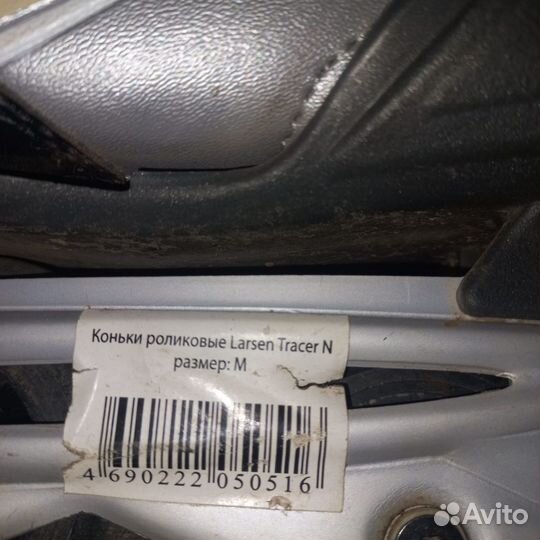 Коньки роликовые Larsen Tracer N
размер: M
4 690222 050516
Avito